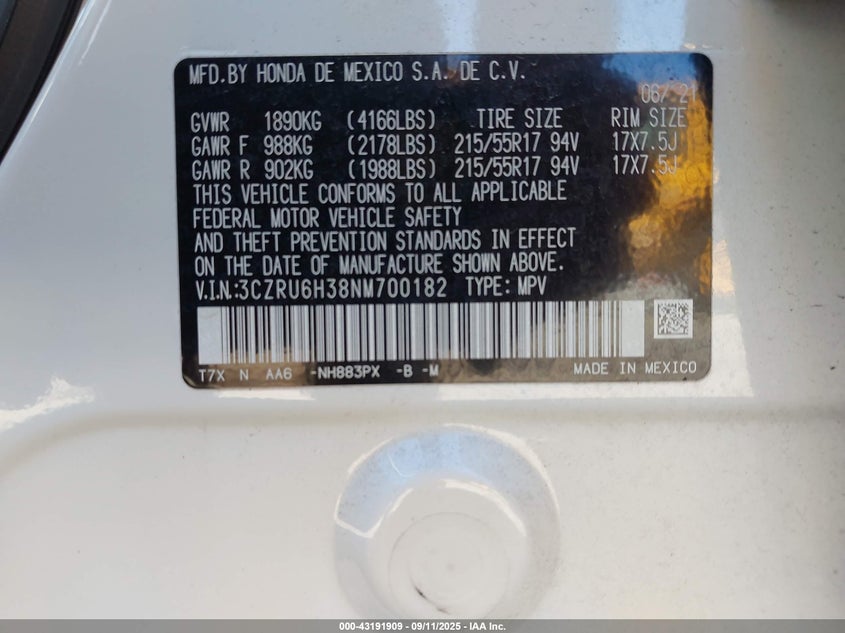 MFD.BY HONDA DE MEXICO S.A. DE C.V.
06/21
GVWR 1890KG (4166LBS) TIRE SIZE RIM SIZE
GAWR F 988KG (2178LBS) 215/55R17 94V 17X7.5J
GAWR R 902KG (1988LBS) 215/55R17 94V 17X7.5J
THIS VEHICLE CONFORMS TO ALL APPLICABLE
FEDERAL MOTOR VEHICLE SAFETY
AND THEFT PREVENTION STANDARDS IN EFFECT
ON THE DATE OF MANUFACTURE SHOWN ABOVE.
V.I.N.:3CZRU6H38NM700182 TYPE: MPV
T7X N AA6 -NH883PX -B -M MADE IN MEXICO
000-43191909 - 09/11/2025 - IAA Inc.